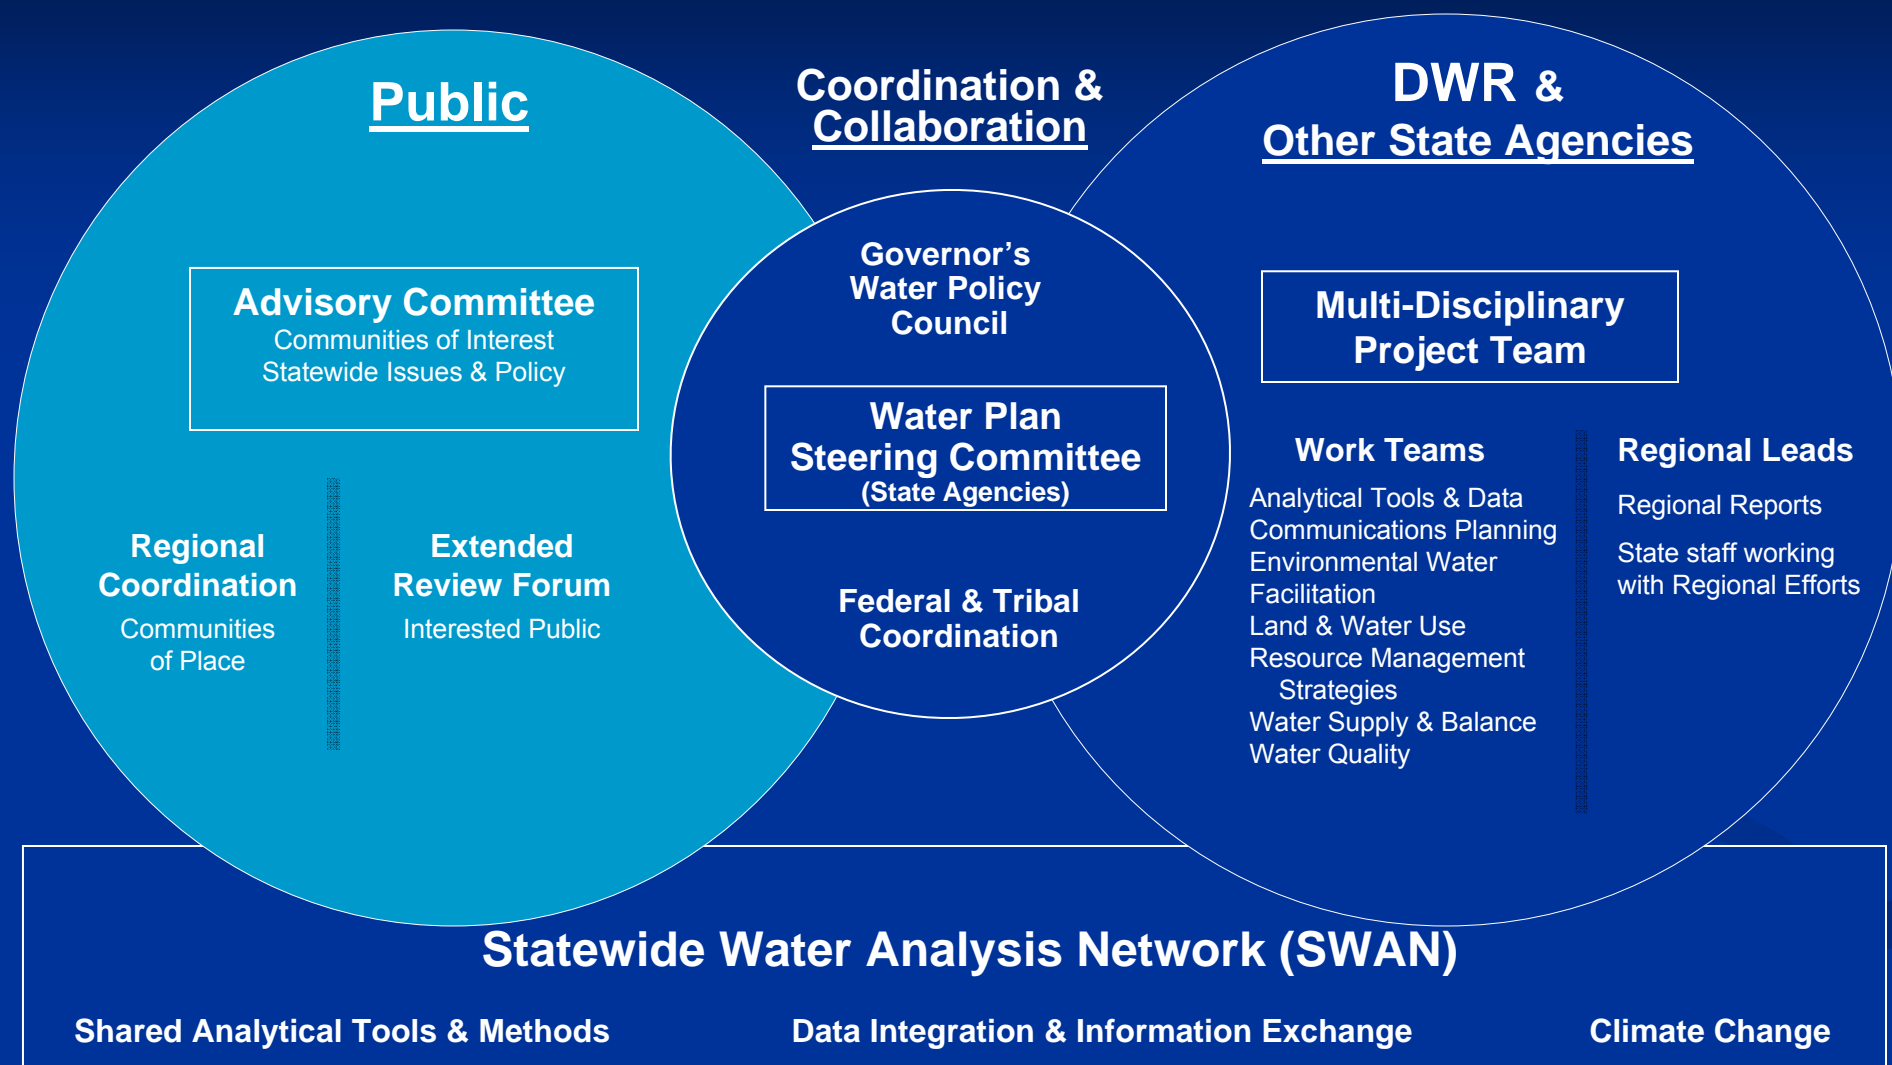 Public
Advisory Committee
Communities of Interest
Statewide Issues & Policy
Regional
Coordination
Communities
of Place
Extended
Review Forum
Interested Public
Coordination &
Collaboration
Governor's
Water Policy
Council
Water Plan
Steering Committee
(State Agencies)
Federal & Tribal
Coordination
DWR &
Other State Agencies
Multi-Disciplinary
Project Team
Work Teams
Analytical Tools & Data
Communications Planning
Environmental Water
Facilitation
Land & Water Use
Resource Management
Strategies
Water Supply & Balance
Water Quality
Regional Leads
Regional Reports
State staff working
with Regional Efforts
Statewide Water Analysis Network (SWAN)
Shared Analytical Tools & Methods
Data Integration & Information Exchange
Climate Change